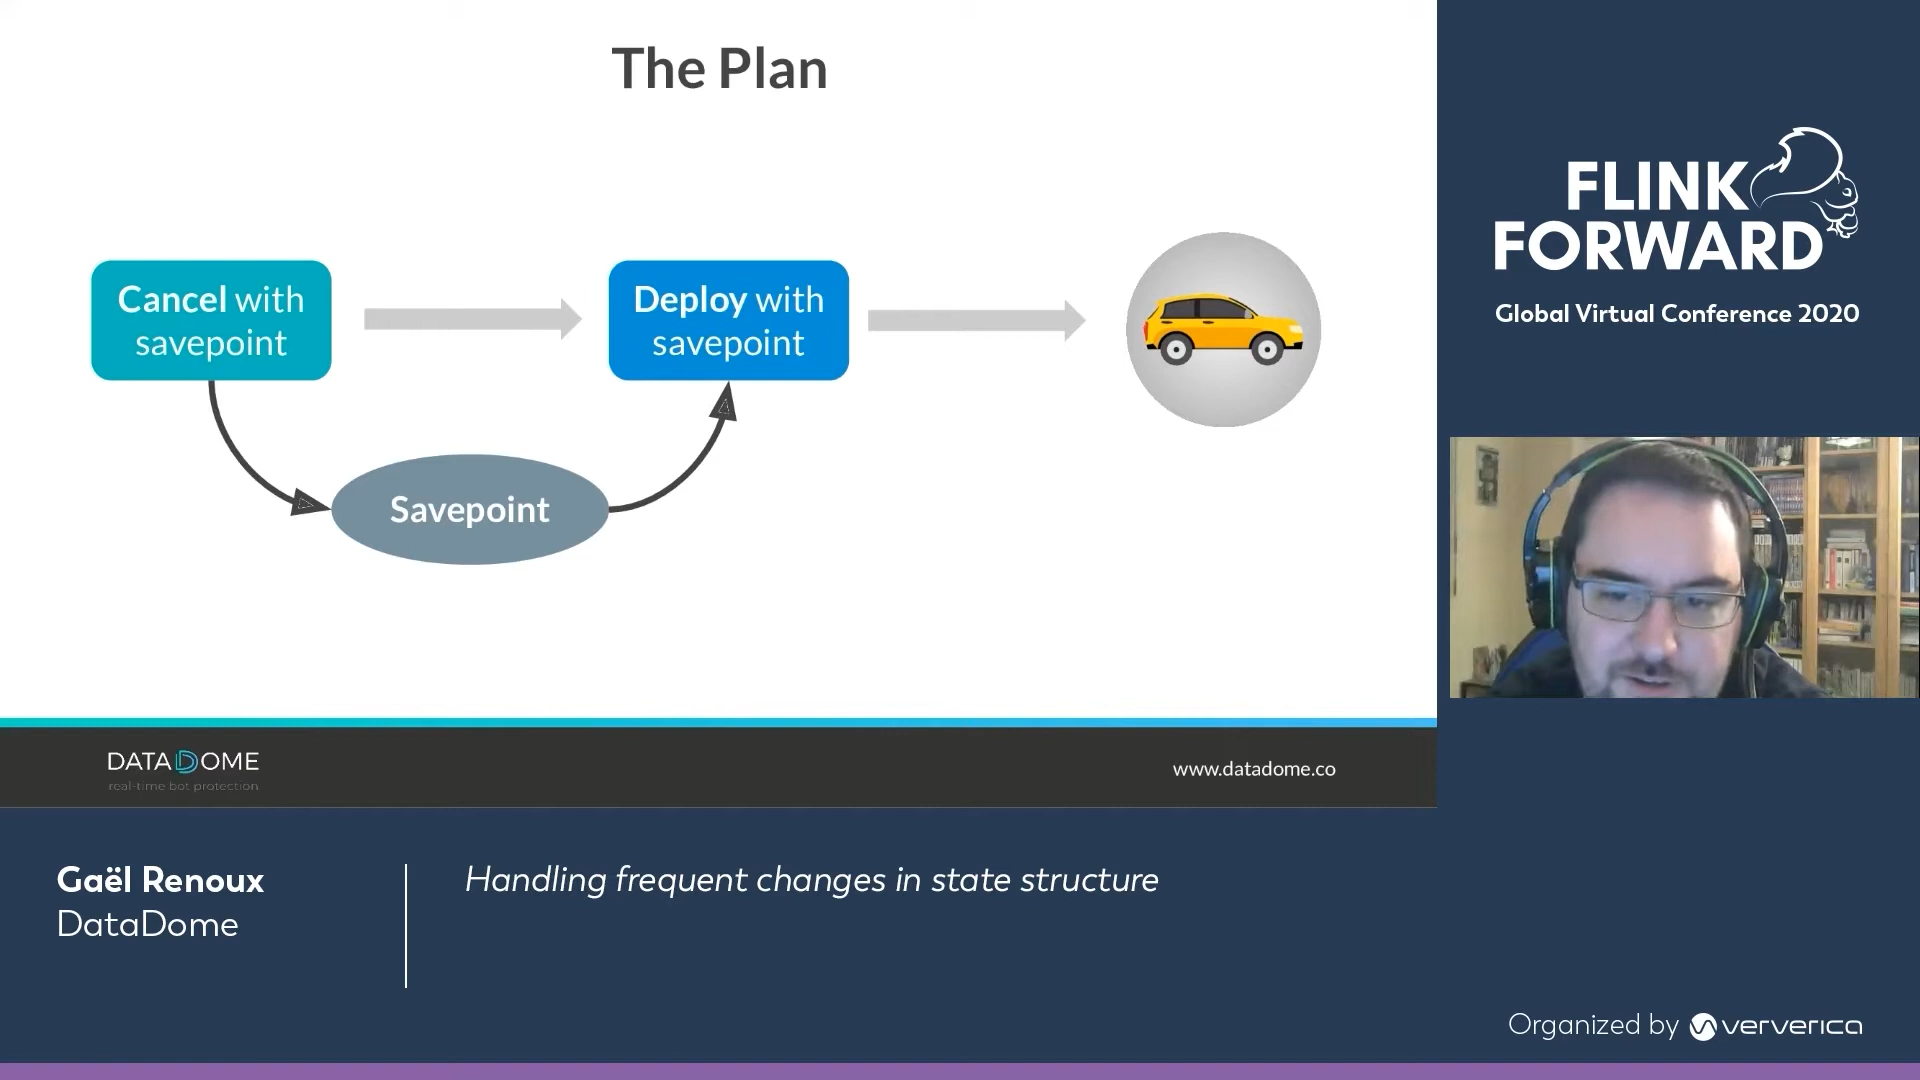 The Plan
Cancel with
savepoint
Deploy with
savepoint
Savepoint
DATADOME
real-time bot protection
www.datadome.co
FLINK
FORWARD
Global Virtual Conference 2020
Gaël Renoux
DataDome
Handling frequent changes in state structure
Organized by ververica